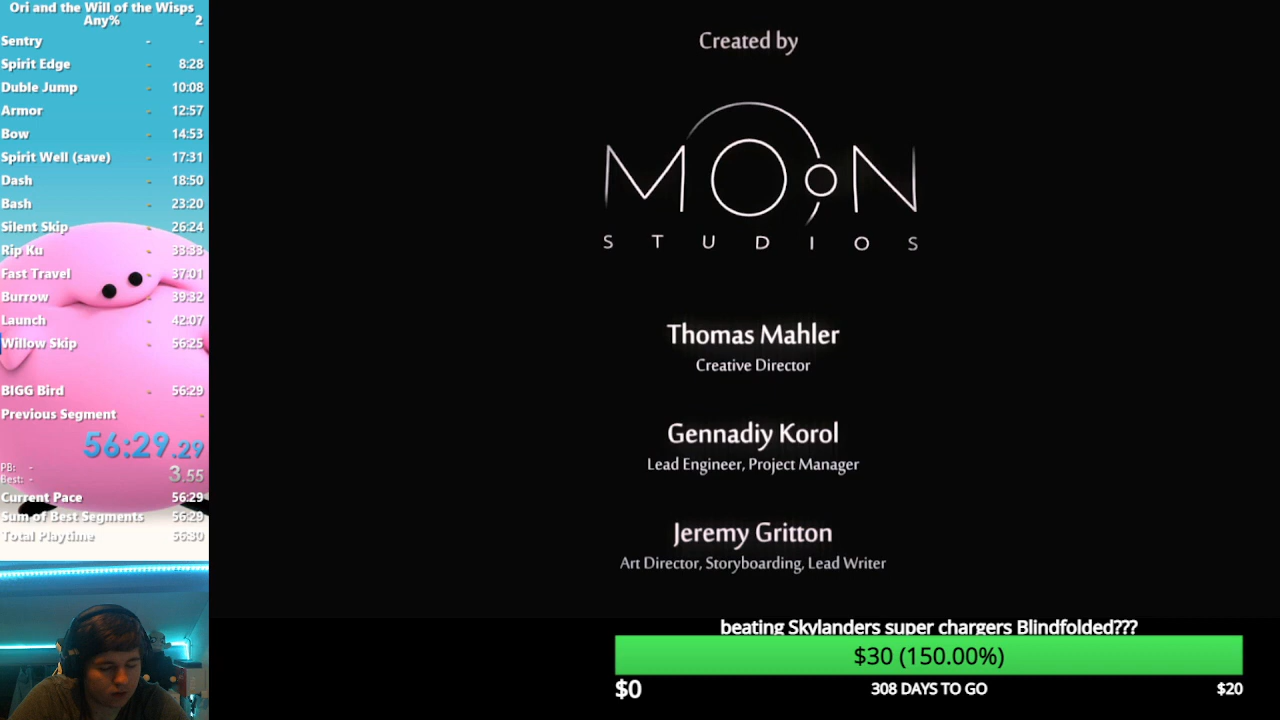 Ori and the Will of the Wisps
Any% 2
Sentry - -
Spirit Edge - 8:28
Duble Jump - 10:08
Armor - 12:57
Bow - 14:53
Spirit Well (save) - 17:31
Dash - 18:50
Bash - 23:20
Silent Skip - 26:24
Rip Ku - 33:33
Fast Travel - 37:01
Burrow - 39:32
Launch - 42:07
Willow Skip - 56:25
BIGG Bird - 56:29
Previous Segment -
56:29.29
PB: -
Best: -
3.55
Current Pace 56:29
Sum of Best Segments 56:29
Total Playtime 56:30
Created by
MOON
STUDIOS
Thomas Mahler
Creative Director
Gennadiy Korol
Lead Engineer, Project Manager
Jeremy Gritton
Art Director, Storyboarding, Lead Writer
beating Skylanders super chargers Blindfolded???
$30 (150.00%)
$0 308 DAYS TO GO $20